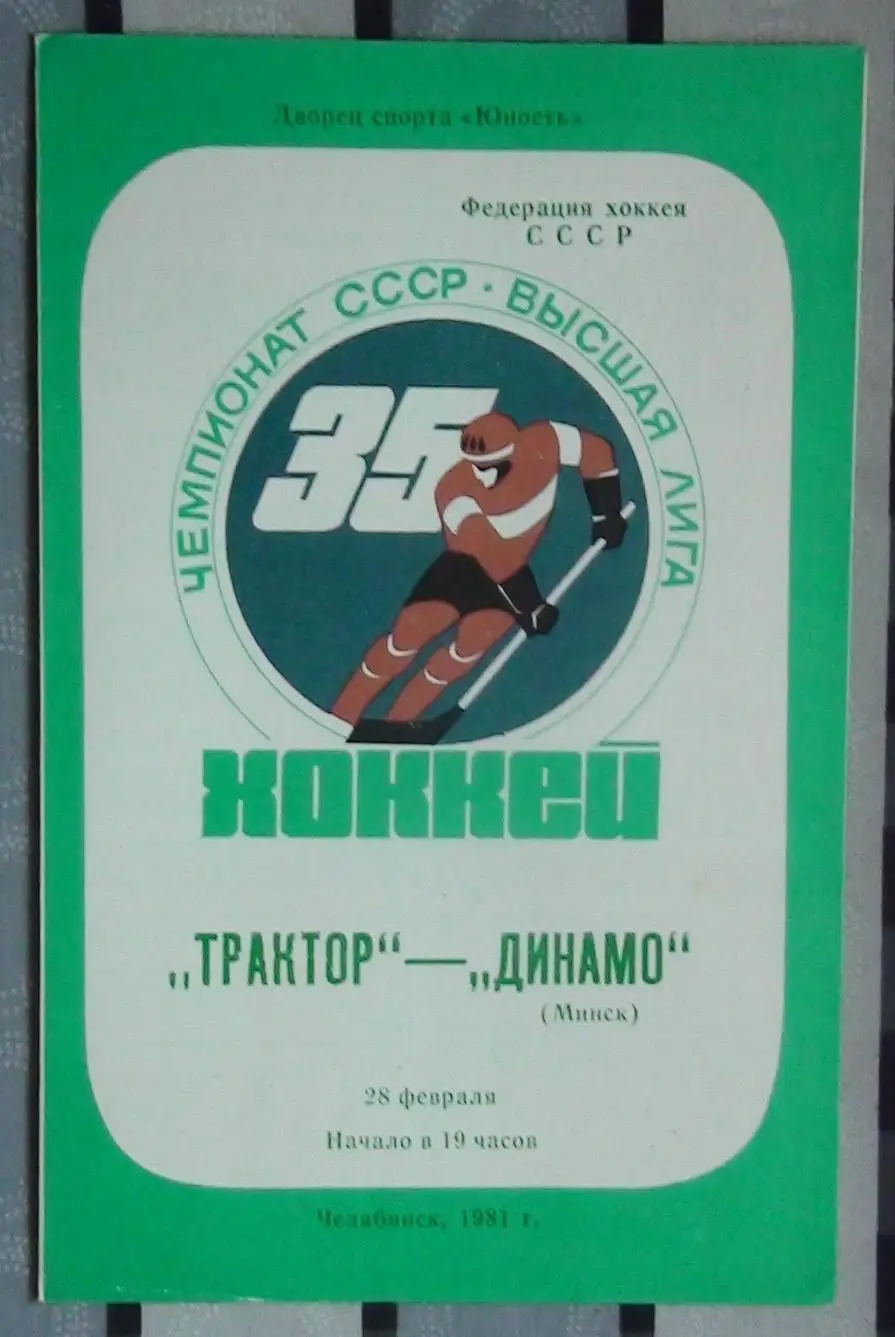 Дворец спорта «Юность»
Федерация хоккея
СССР
ЧЕМПИОНАТ СССР · ВЫСШАЯ ЛИГА
35
хоккей
„ТРАКТОР“—„ДИНАМО“
(Минск)
28 февраля
Начало в 19 часов
Челябинск, 1981 г.